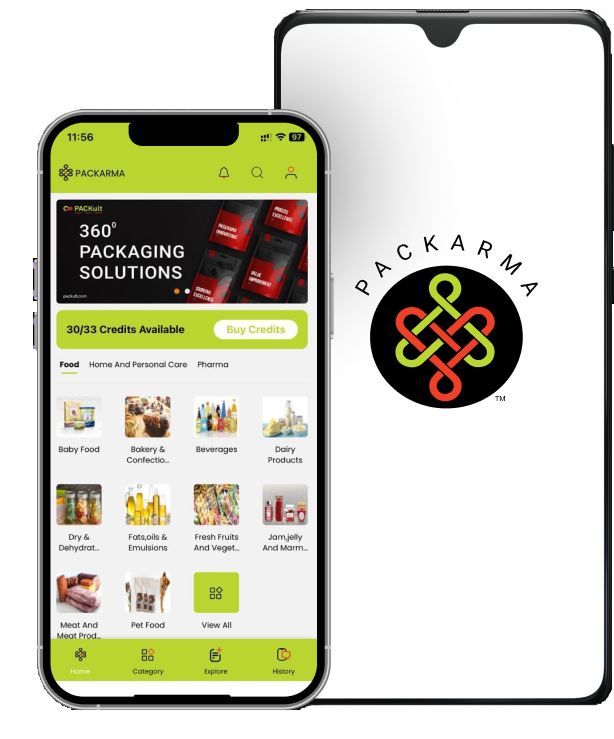 11:56
97
PACKARMA
PACKult
360⁰
PACKAGING
SOLUTIONS
packult.com
PACKAGING
INNOVATIONS
PROCESS
EXCELLENCE
SOURCING
EXCELLENCE
VALUE
IMPROVEMENT
30/33 Credits Available
Buy Credits
Food Home And Personal Care Pharma
Baby Food
Bakery &
Confectio...
Beverages
Dairy
Products
Dry &
Dehydrat...
Fats,oils &
Emulsions
Fresh Fruits
And Veget...
Jam,jelly
And Marm...
Meat And
Meat Prod...
Pet Food
View All
Home Category Explore History
PACKARMA
TM